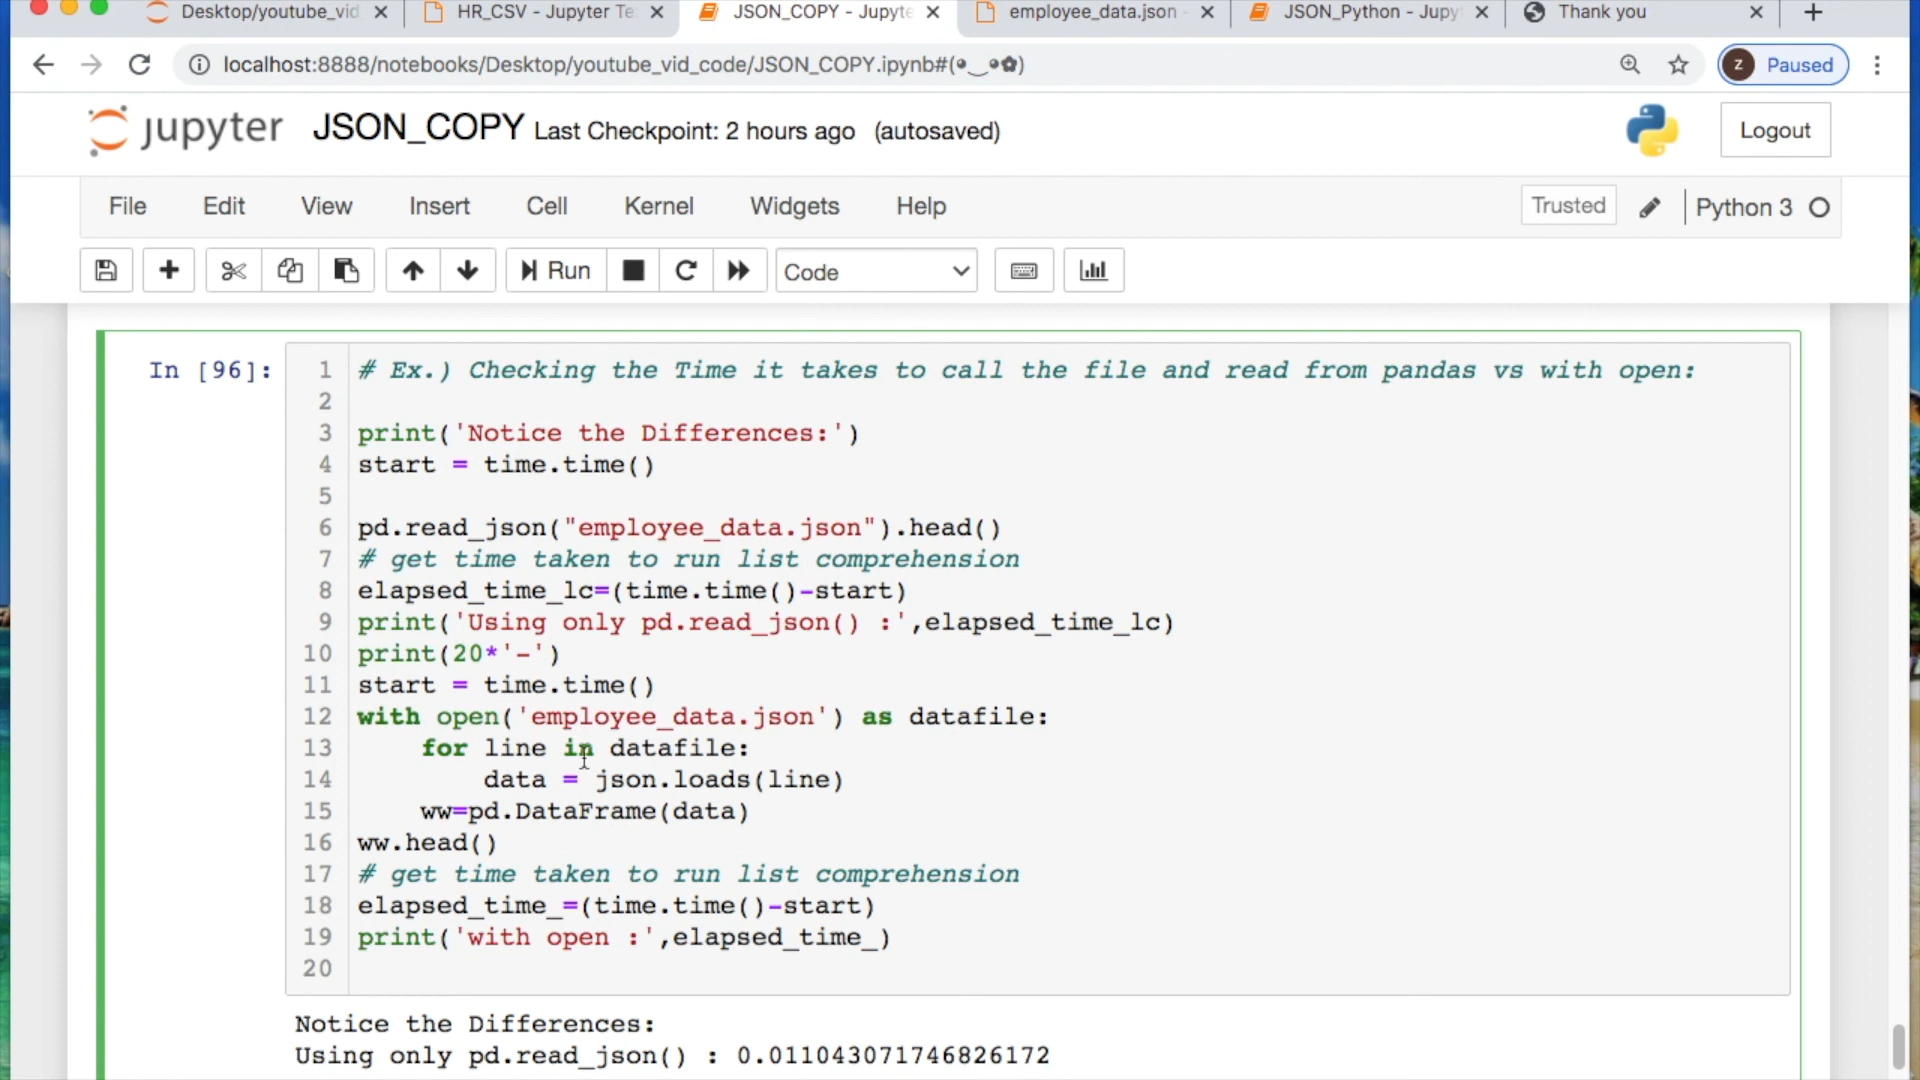 Desktop/youtube_vid
HR_CSV - Jupyter Te
JSON_COPY - Jupyte
employee_data.json -
JSON_Python - Jupy
Thank you
localhost:8888/notebooks/Desktop/youtube_vid_code/JSON_COPY.ipynb#(◕‿◕✿)
z
Paused
jupyter
JSON_COPY Last Checkpoint: 2 hours ago (autosaved)
Logout
File Edit View Insert Cell Kernel Widgets Help
Trusted
Python 3
Run
Code
In [96]:
1 # Ex.) Checking the Time it takes to call the file and read from pandas vs with open:
2
3 print('Notice the Differences:')
4 start = time.time()
5
6 pd.read_json("employee_data.json").head()
7 # get time taken to run list comprehension
8 elapsed_time_lc=(time.time()-start)
9 print('Using only pd.read_json() :',elapsed_time_lc)
10 print(20*'-')
11 start = time.time()
12 with open('employee_data.json') as datafile:
13     for line in datafile:
14         data = json.loads(line)
15     ww=pd.DataFrame(data)
16 ww.head()
17 # get time taken to run list comprehension
18 elapsed_time_=(time.time()-start)
19 print('with open :',elapsed_time_)
20
Notice the Differences:
Using only pd.read_json() : 0.011043071746826172